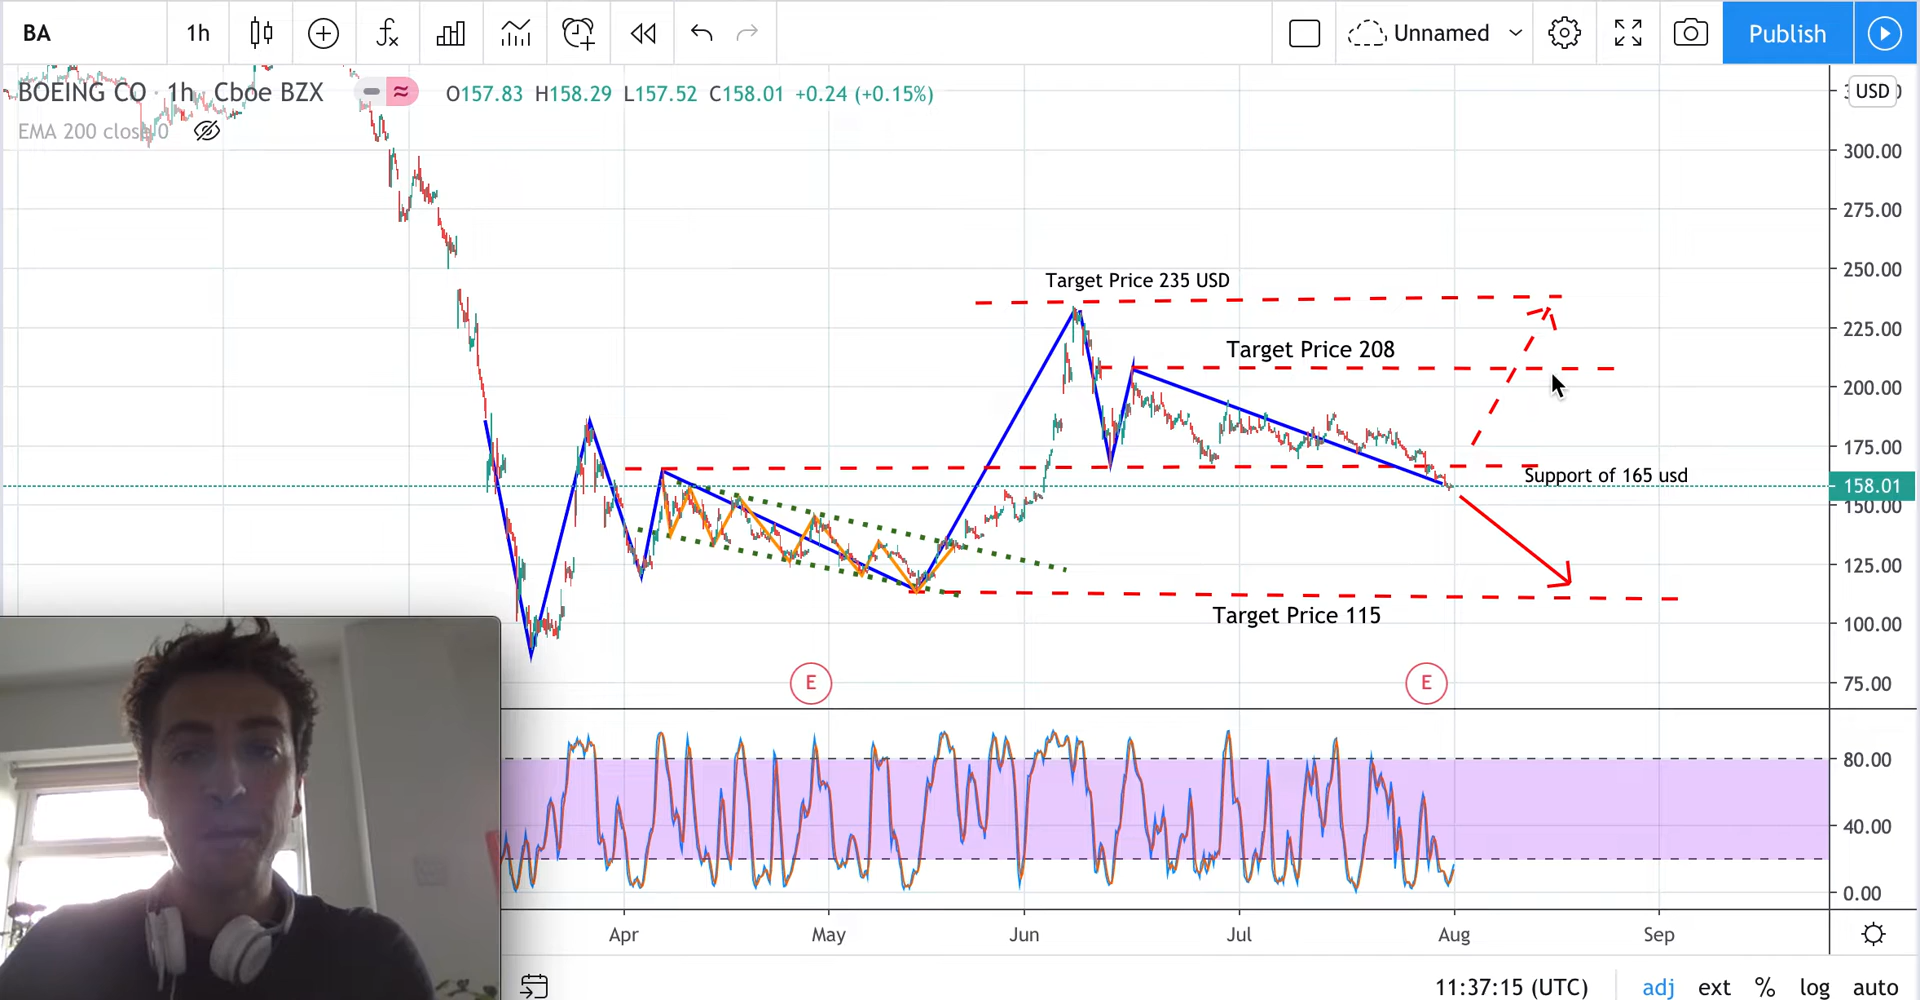 BA 1h fx Unnamed Publish
BOEING CO · 1h Cboe BZX O157.83 H158.29 L157.52 C158.01 +0.24 (+0.15%)
USD
EMA 200 close 0
300.00
275.00
250.00
Target Price 235 USD
225.00
Target Price 208
200.00
175.00
Support of 165 usd
158.01
150.00
125.00
Target Price 115
100.00
E E
75.00
80.00
40.00
0.00
Apr May Jun Jul Aug Sep
11:37:15 (UTC) adj ext % log auto